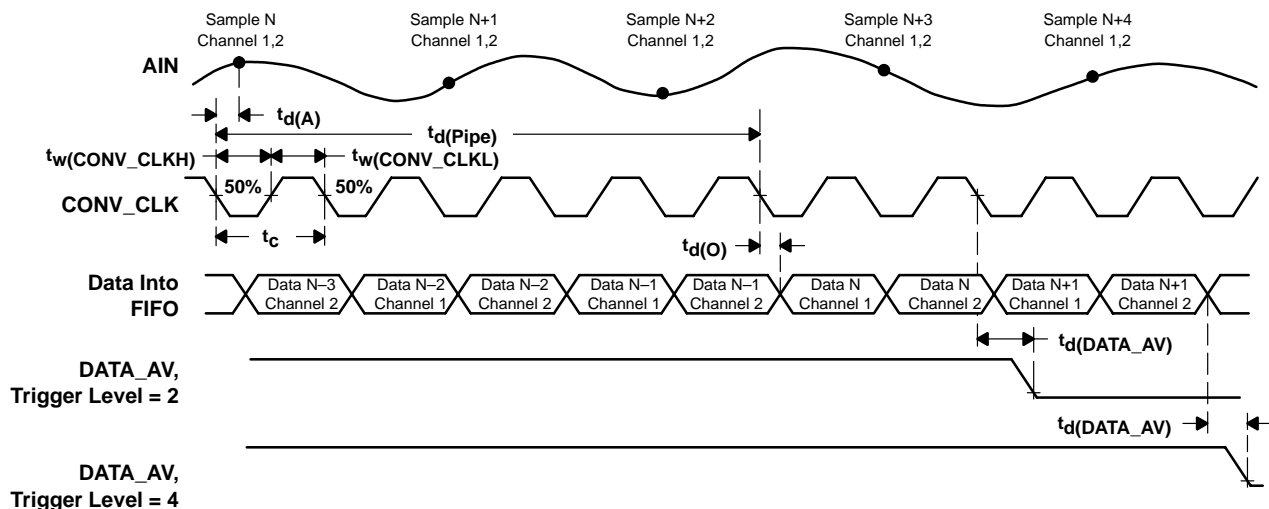 Sample N
Channel 1,2
Sample N+1
Channel 1,2
Sample N+2
Channel 1,2
Sample N+3
Channel 1,2
Sample N+4
Channel 1,2
AIN
td(A)
td(Pipe)
tw(CONV_CLKH)
tw(CONV_CLKL)
50%
50%
CONV_CLK
tc
td(O)
Data Into
FIFO
Data N–3
Channel 2
Data N–2
Channel 1
Data N–2
Channel 2
Data N–1
Channel 1
Data N–1
Channel 2
Data N
Channel 1
Data N
Channel 2
Data N+1
Channel 1
Data N+1
Channel 2
td(DATA_AV)
DATA_AV,
Trigger Level = 2
td(DATA_AV)
DATA_AV,
Trigger Level = 4